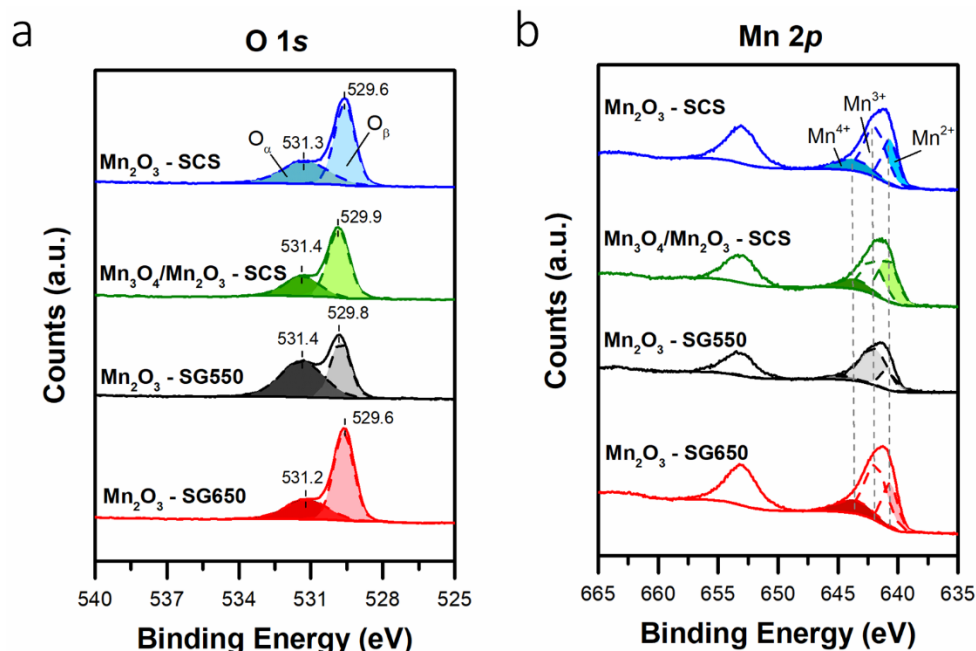 a
O 1s
529.6
Oα
531.3
Oβ
Mn₂O₃ - SCS
529.9
531.4
Mn₃O₄/Mn₂O₃ - SCS
529.8
531.4
Mn₂O₃ - SG550
529.6
531.2
Mn₂O₃ - SG650
540 537 534 531 528 525
Binding Energy (eV)
Counts (a.u.)
b
Mn 2p
Mn₂O₃ - SCS
Mn³⁺
Mn⁴⁺
Mn²⁺
Mn₃O₄/Mn₂O₃ - SCS
Mn₂O₃ - SG550
Mn₂O₃ - SG650
665 660 655 650 645 640 635
Binding Energy (eV)
Counts (a.u.)